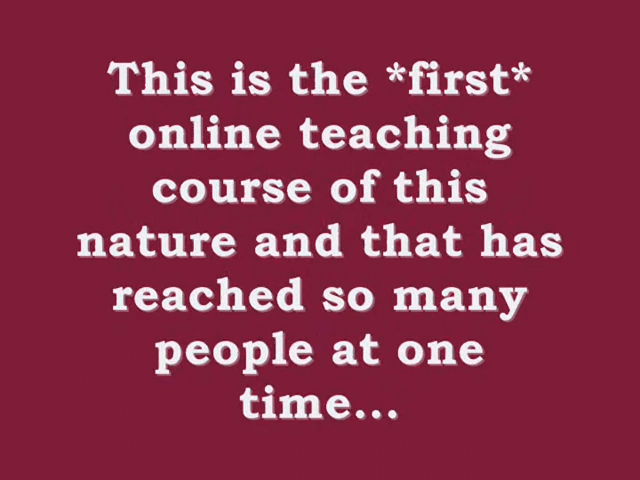 This is the *first*
online teaching
course of this
nature and that has
reached so many
people at one
time...